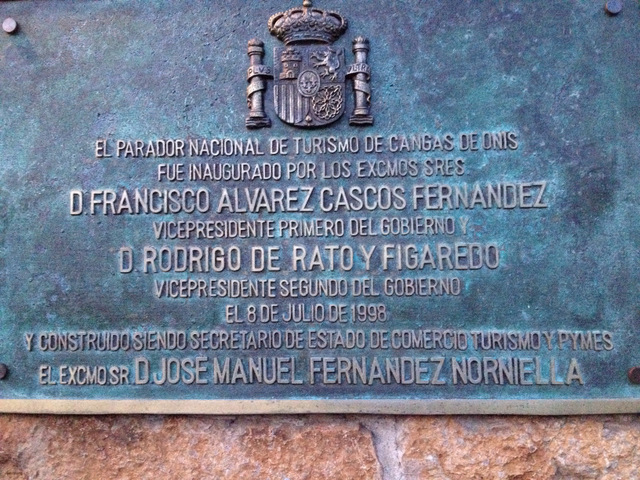 EL PARADOR NACIONAL DE TURISMO DE CANGAS DE ONIS
FUE INAUGURADO POR LOS EXCMOS SRES
D. FRANCISCO ALVAREZ CASCOS FERNANDEZ
VICEPRESIDENTE PRIMERO DEL GOBIERNO Y
D. RODRIGO DE RATO Y FIGAREDO
VICEPRESIDENTE SEGUNDO DEL GOBIERNO
EL 8 DE JULIO DE 1998
Y CONSTRUIDO SIENDO SECRETARIO DE ESTADO DE COMERCIO TURISMO Y PYMES
EL EXCMO SR D. JOSÉ MANUEL FERNÁNDEZ NORNIELLA